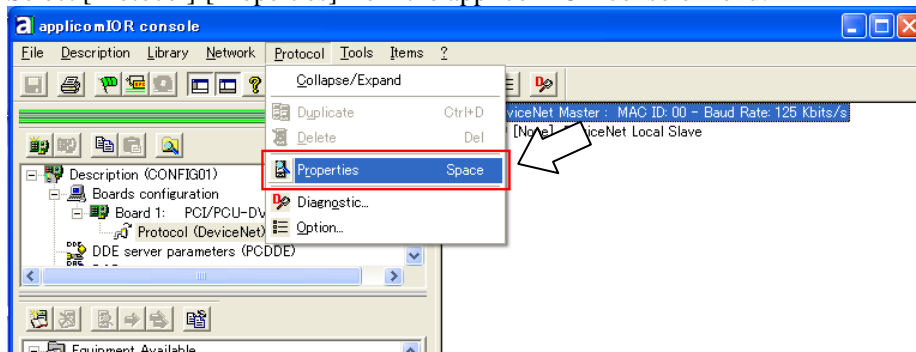 applicomIOR console
File Description Library Network Protocol Tools Items ?
Collapse/Expand
Duplicate Ctrl+D
Delete Del
Properties Space
Diagnostic...
Option...
viceNet Master : MAC ID: 00 - Baud Rate: 125 Kbits/s
[None] iceNet Local Slave
Description (CONFIG01)
Boards configuration
Board 1: PCI/PCU-DV
Protocol (DeviceNet)
DDE server parameters (PCDDE)
Equipment Available